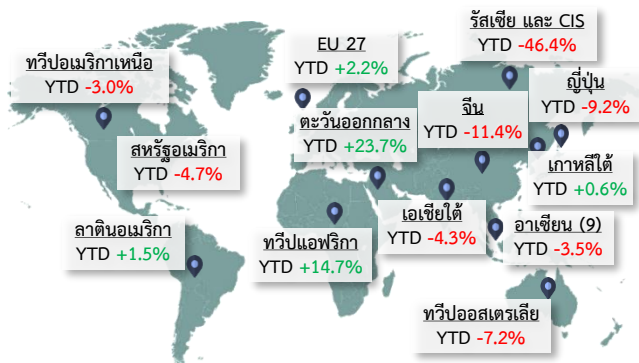 รัสเซีย และ CIS
YTD -46.4%
EU 27
YTD +2.2%
ทวีปอเมริกาเหนือ
YTD -3.0%
ญี่ปุ่น
YTD -9.2%
จีน
YTD -11.4%
ตะวันออกกลาง
YTD +23.7%
สหรัฐอเมริกา
YTD -4.7%
เกาหลีใต้
YTD +0.6%
เอเชียใต้
YTD -4.3%
อาเซียน (9)
YTD -3.5%
ลาตินอเมริกา
YTD +1.5%
ทวีปแอฟริกา
YTD +14.7%
ทวีปออสเตรเลีย
YTD -7.2%